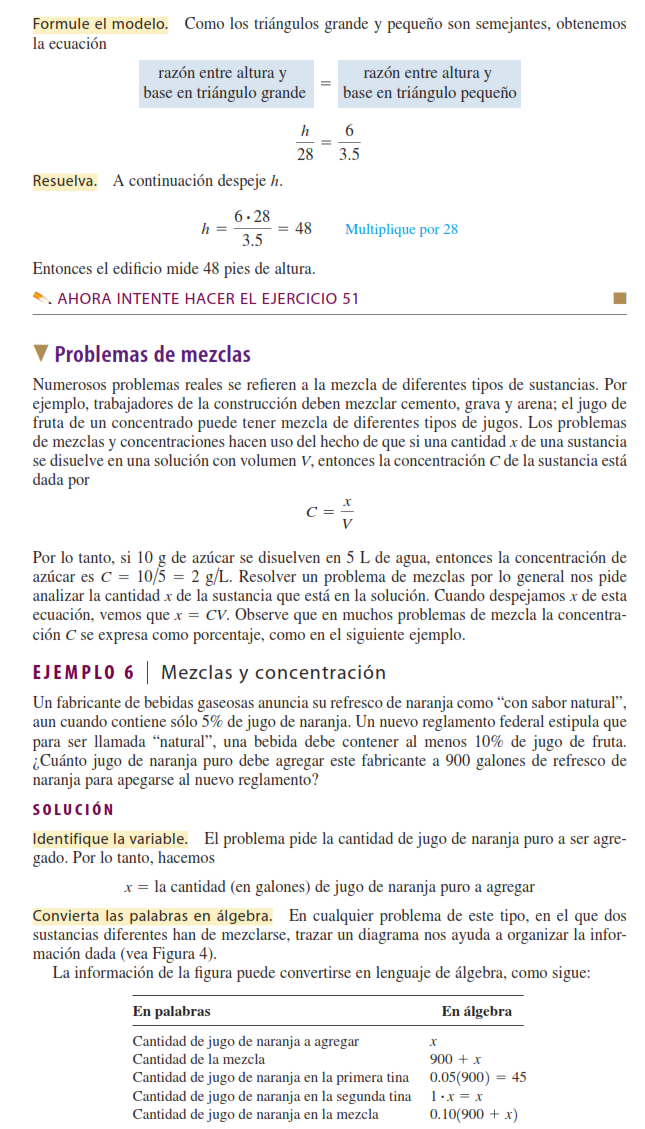 Formule el modelo. Como los triángulos grande y pequeño son semejantes, obtenemos
la ecuación
razón entre altura y
base en triángulo grande
=
razón entre altura y
base en triángulo pequeño
h/28 = 6/3.5
Resuelva. A continuación despeje h.
h = 6 · 28/3.5 = 48 Multiplique por 28
Entonces el edificio mide 48 pies de altura.
AHORA INTENTE HACER EL EJERCICIO 51
Problemas de mezclas
Numerosos problemas reales se refieren a la mezcla de diferentes tipos de sustancias. Por
ejemplo, trabajadores de la construcción deben mezclar cemento, grava y arena; el jugo de
fruta de un concentrado puede tener mezcla de diferentes tipos de jugos. Los problemas
de mezclas y concentraciones hacen uso del hecho de que si una cantidad x de una sustancia
se disuelve en una solución con volumen V, entonces la concentración C de la sustancia está
dada por
C = x/V
Por lo tanto, si 10 g de azúcar se disuelven en 5 L de agua, entonces la concentración de
azúcar es C = 10/5 = 2 g/L. Resolver un problema de mezclas por lo general nos pide
analizar la cantidad x de la sustancia que está en la solución. Cuando despejamos x de esta
ecuación, vemos que x = CV. Observe que en muchos problemas de mezcla la concentra-
ción C se expresa como porcentaje, como en el siguiente ejemplo.
EJEMPLO 6 | Mezclas y concentración
Un fabricante de bebidas gaseosas anuncia su refresco de naranja como “con sabor natural”,
aun cuando contiene sólo 5% de jugo de naranja. Un nuevo reglamento federal estipula que
para ser llamada “natural”, una bebida debe contener al menos 10% de jugo de fruta.
¿Cuánto jugo de naranja puro debe agregar este fabricante a 900 galones de refresco de
naranja para apegarse al nuevo reglamento?
SOLUCIÓN
Identifique la variable. El problema pide la cantidad de jugo de naranja puro a ser agre-
gado. Por lo tanto, hacemos
x = la cantidad (en galones) de jugo de naranja puro a agregar
Convierta las palabras en álgebra. En cualquier problema de este tipo, en el que dos
sustancias diferentes han de mezclarse, trazar un diagrama nos ayuda a organizar la infor-
mación dada (vea Figura 4).
La información de la figura puede convertirse en lenguaje de álgebra, como sigue:
En palabras En álgebra
Cantidad de jugo de naranja a agregar x
Cantidad de la mezcla 900 + x
Cantidad de jugo de naranja en la primera tina 0.05(900) = 45
Cantidad de jugo de naranja en la segunda tina 1 · x = x
Cantidad de jugo de naranja en la mezcla 0.10(900 + x)